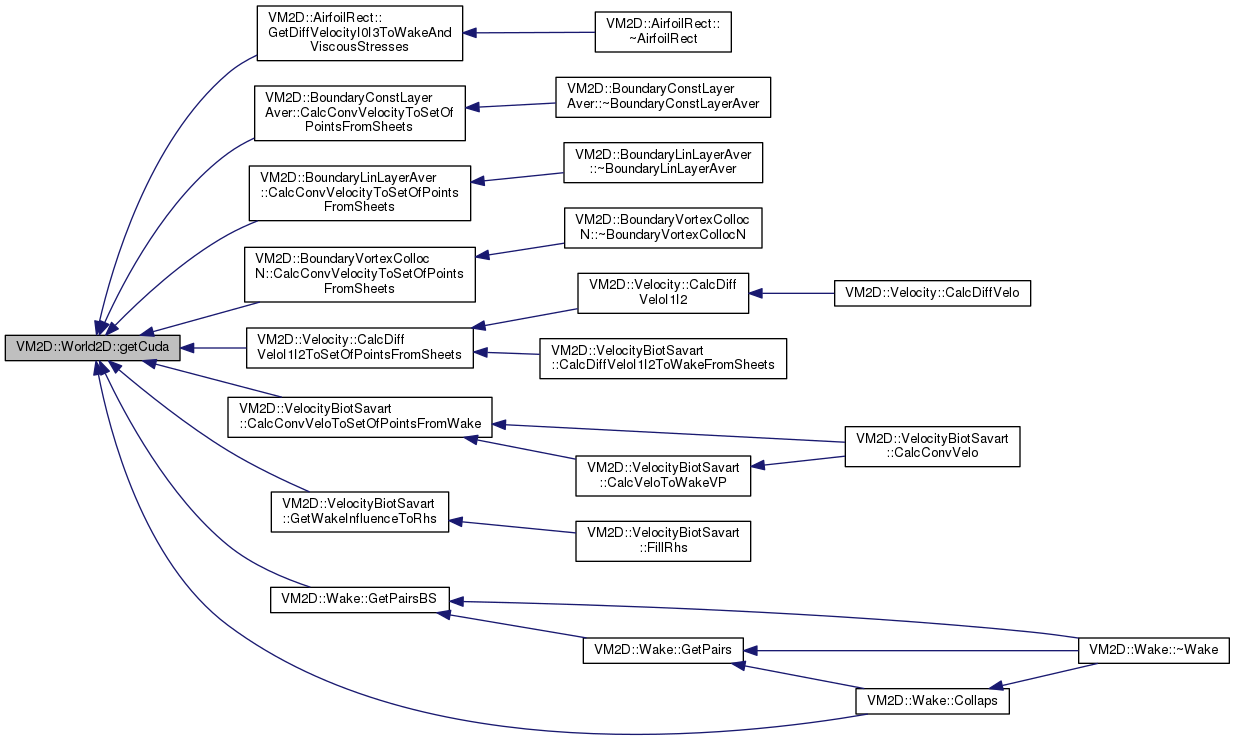 VM2D::World2D::getCuda
VM2D::AirfoilRect::
GetDiffVelocityI0I3ToWakeAnd
ViscousStresses
VM2D::AirfoilRect::
~AirfoilRect
VM2D::BoundaryConstLayer
Aver::CalcConvVelocityToSetOf
PointsFromSheets
VM2D::BoundaryConstLayer
Aver::~BoundaryConstLayerAver
VM2D::BoundaryLinLayerAver
::CalcConvVelocityToSetOfPoints
FromSheets
VM2D::BoundaryLinLayerAver
::~BoundaryLinLayerAver
VM2D::BoundaryVortexColloc
N::CalcConvVelocityToSetOfPoints
FromSheets
VM2D::BoundaryVortexColloc
N::~BoundaryVortexCollocN
VM2D::Velocity::CalcDiff
VeloI1I2ToSetOfPointsFromSheets
VM2D::Velocity::CalcDiff
VeloI1I2
VM2D::Velocity::CalcDiffVelo
VM2D::VelocityBiotSavart
::CalcDiffVeloI1I2ToWakeFromSheets
VM2D::VelocityBiotSavart
::CalcConvVeloToSetOfPointsFromWake
VM2D::VelocityBiotSavart
::CalcConvVelo
VM2D::VelocityBiotSavart
::CalcVeloToWakeVP
VM2D::VelocityBiotSavart
::GetWakeInfluenceToRhs
VM2D::VelocityBiotSavart
::FillRhs
VM2D::Wake::GetPairsBS
VM2D::Wake::GetPairs
VM2D::Wake::~Wake
VM2D::Wake::Collaps